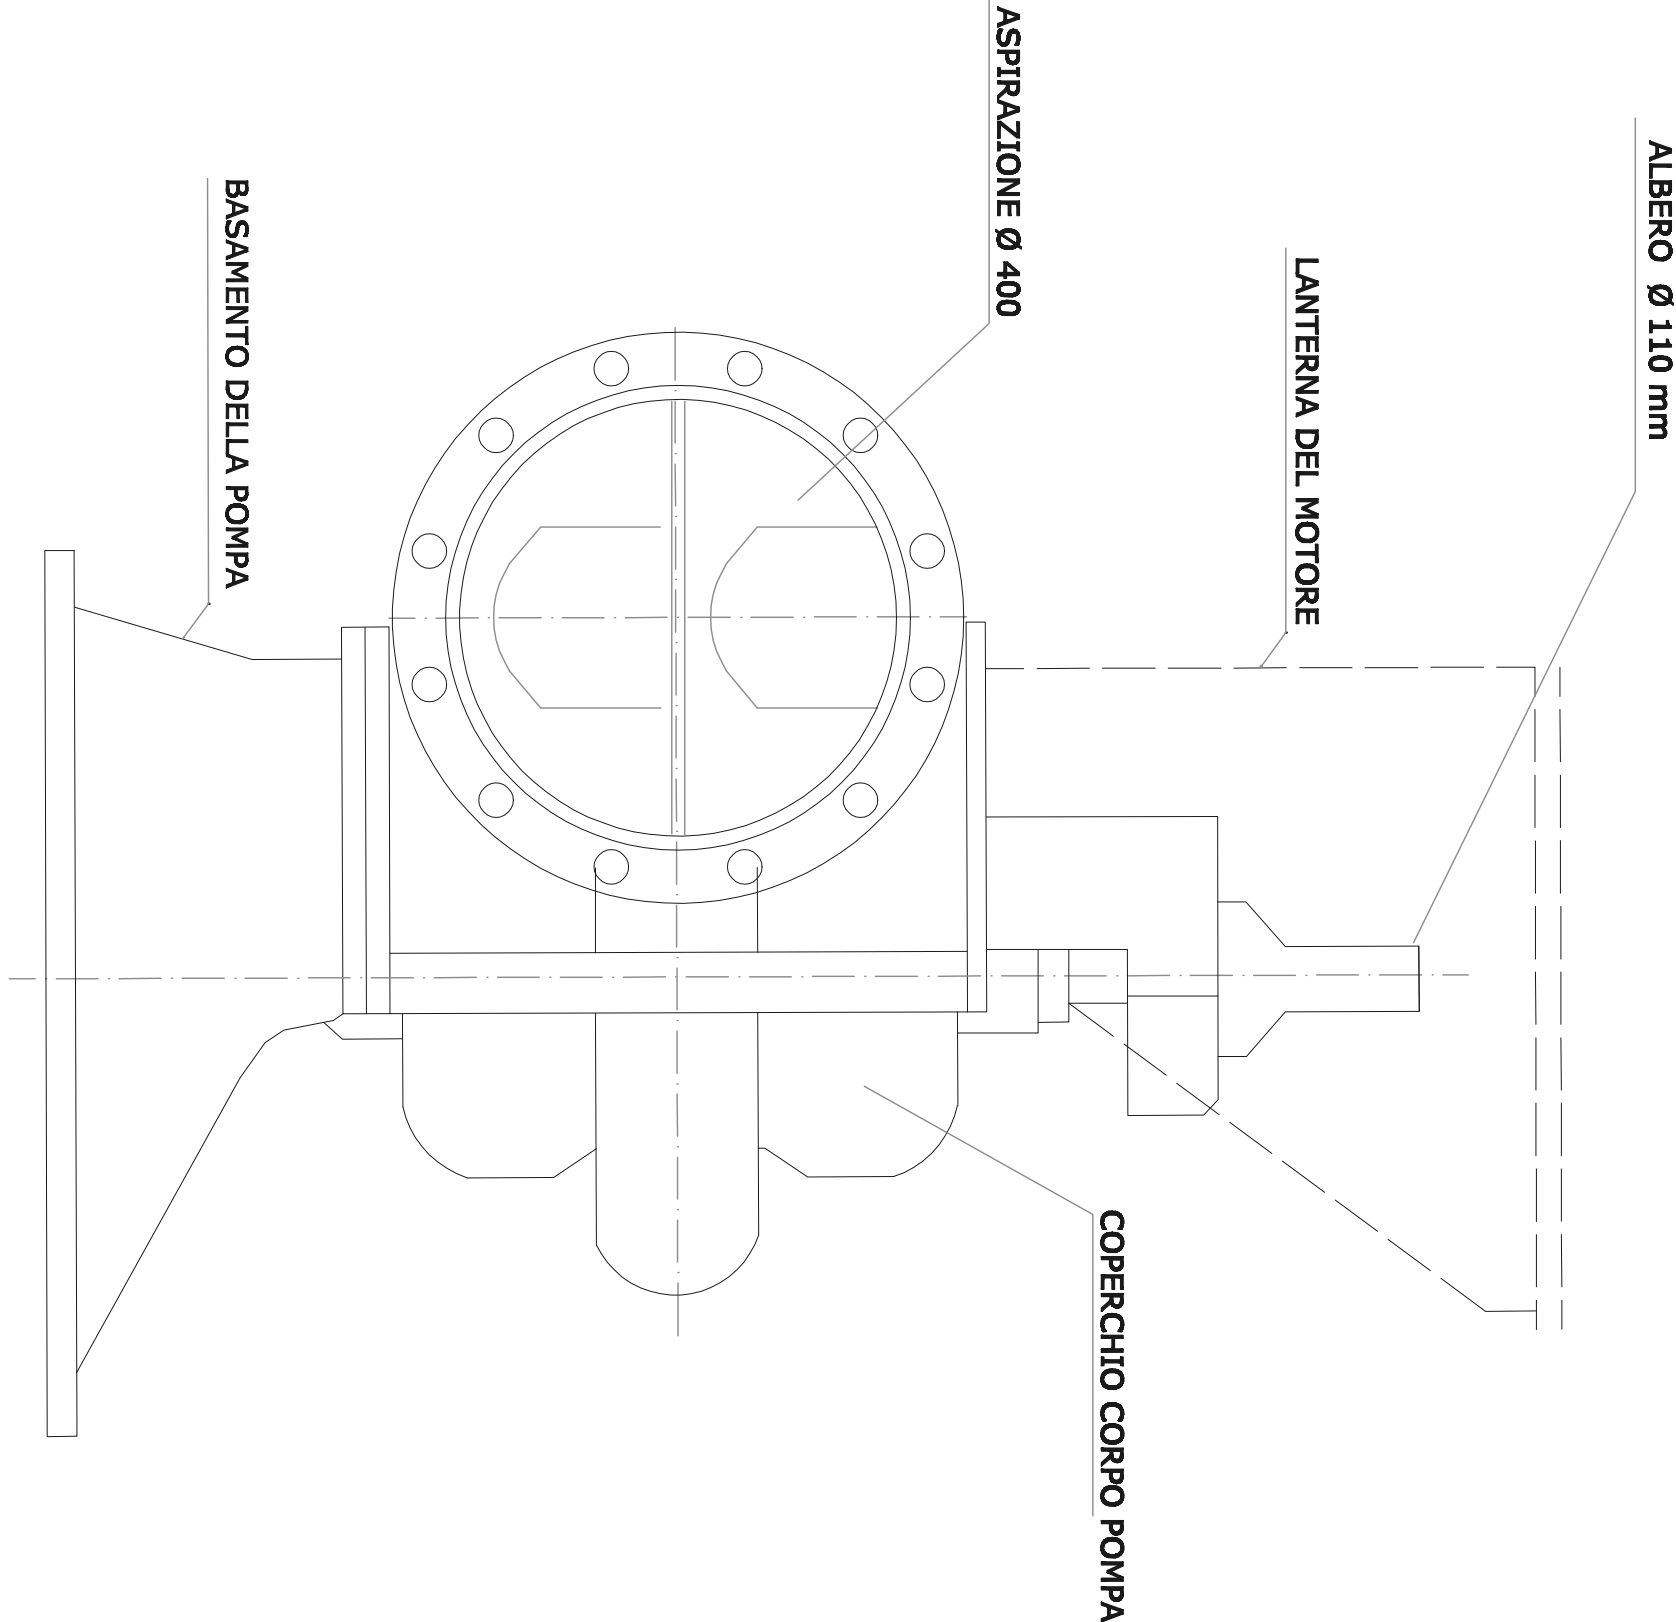 ALBERO Ø 110 mm
LANTERNA DEL MOTORE
ASPIRAZIONE Ø 400
COPERCHIO CORPO POMPA
BASAMENTO DELLA POMPA